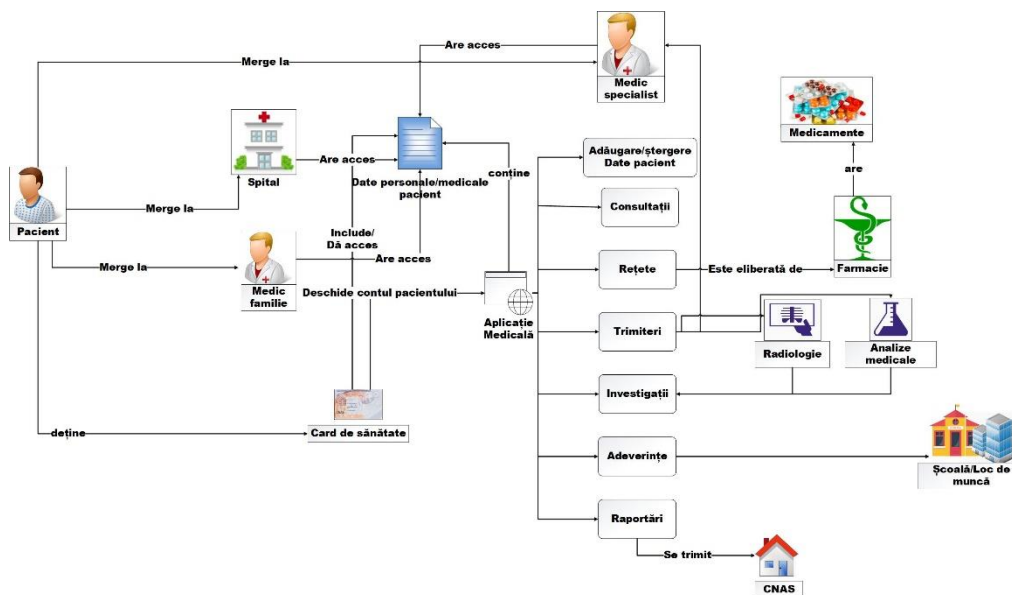 Are acces
Merge la
Medic
specialist
Medicamente
Adăugare/ștergere
Date pacient
Spital
Are acces
Date personale/medicale
pacient
conține
are
Consultații
Merge la
Pacient
Include/
Dă acces
Merge la
Are acces
Medic
familie
Rețete
Este eliberată de
Farmacie
Deschide contul pacientului
Aplicație
Medicală
Trimiteri
Radiologie
Analize
medicale
Investigații
Card de sănătate
deține
Adeverințe
Școală/Loc de
muncă
Raportări
Se trimit
CNAS